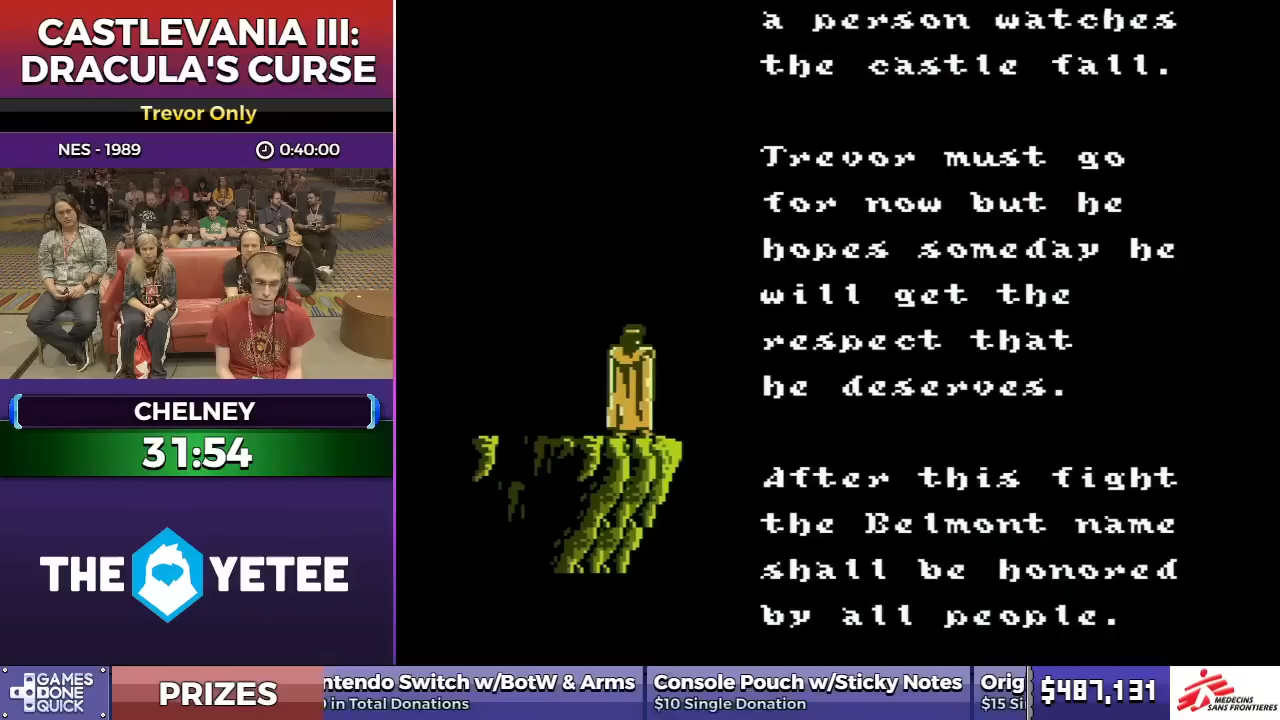 CASTLEVANIA III:
DRACULA'S CURSE
Trevor Only
NES - 1989
0:40:00
CHELNEY
31:54
THE YETEE
a person watches
the castle fall.
Trevor must go
for now but he
hopes someday he
will get the
respect that
he deserves.
After this fight
the Belmont name
shall be honored
by all people.
GAMES
DONE
QUICK
PRIZES
ntendo Switch w/BotW & Arms
in Total Donations
Console Pouch w/Sticky Notes
$10 Single Donation
Orig
$15 Si
$487,131
MEDECINS
SANS FRONTIERES